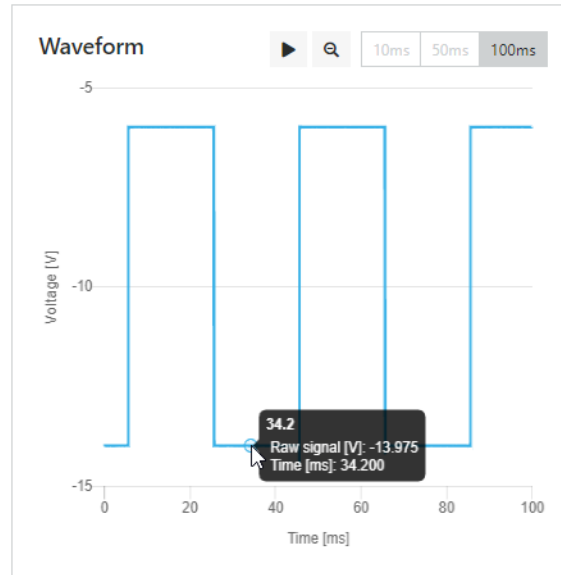 Waveform
10ms 50ms 100ms
-5
-10
-15
Voltage [V]
34.2
Raw signal [V]: -13.975
Time [ms]: 34.200
0 20 40 60 80 100
Time [ms]